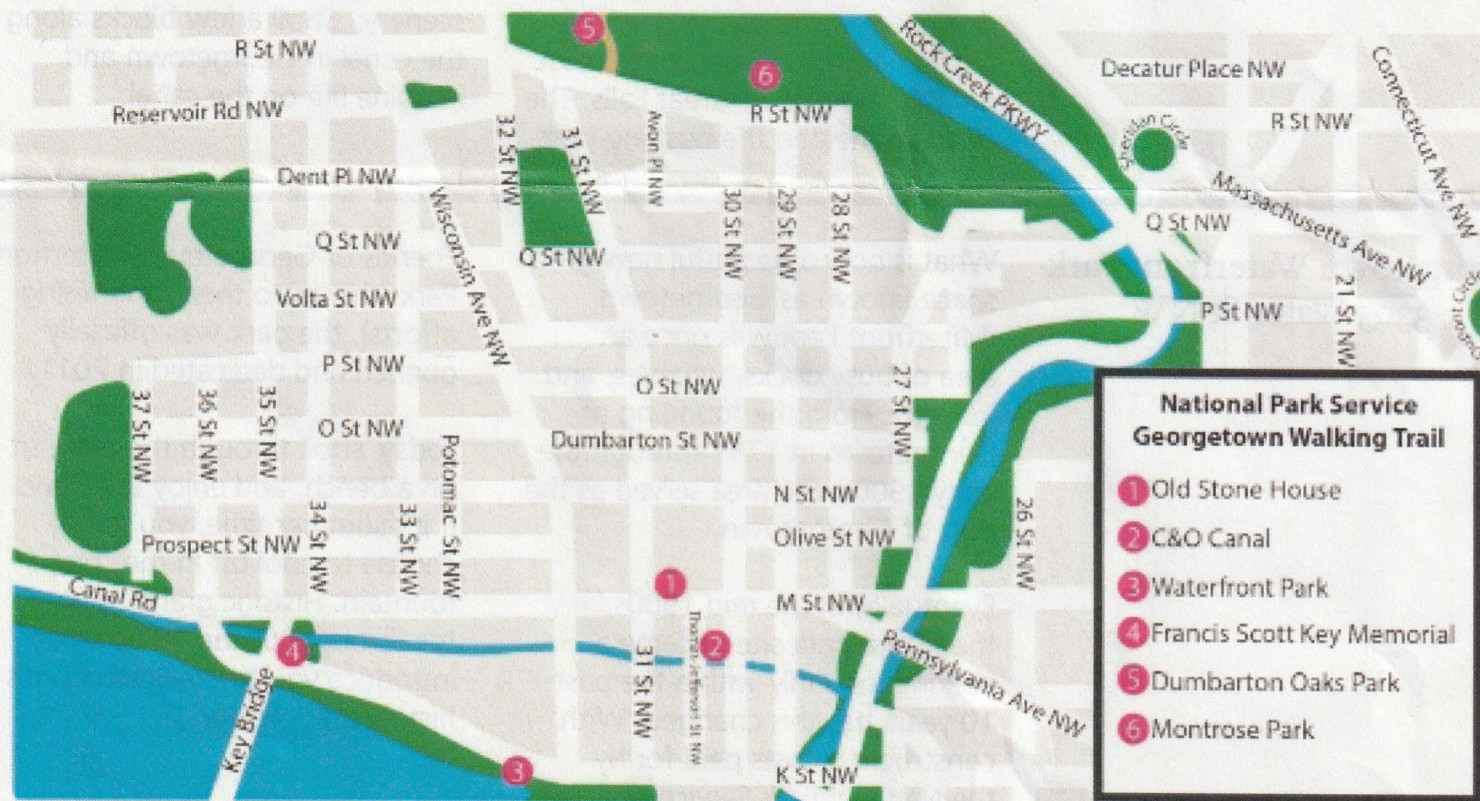 R St NW
Reservoir Rd NW
Dent Pl NW
Q St NW
Volta St NW
P St NW
O St NW
37 St NW
36 St NW
35 St NW
34 St NW
33 St NW
Potomac St NW
Prospect St NW
Canal Rd
Key Bridge
Wisconsin Ave NW
32 St NW
31 St NW
Avon Pl NW
R St NW
Q St NW
30 St NW
29 St NW
28 St NW
27 St NW
26 St NW
O St NW
Dumbarton St NW
N St NW
Olive St NW
M St NW
Pennsylvania Ave NW
31 St NW
Thomas Jefferson St NW
K St NW
Rock Creek PKWY
Decatur Place NW
R St NW
Connecticut Ave NW
Sheridan Circle
Massachusetts Ave NW
Q St NW
P St NW
21 St NW
5
6
1
2
4
3
National Park Service
Georgetown Walking Trail
1 Old Stone House
2 C&O Canal
3 Waterfront Park
4 Francis Scott Key Memorial
5 Dumbarton Oaks Park
6 Montrose Park